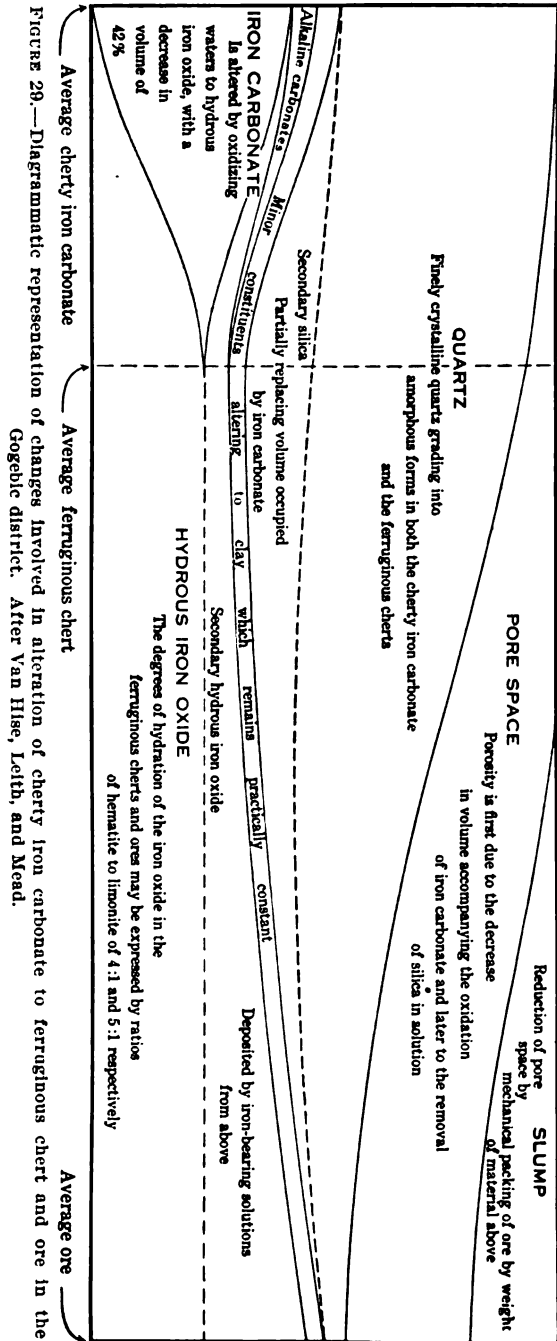 SLUMP
Reduction of pore
space by
mechanical packing of ore by weight
of material above
PORE SPACE
Porosity is first due to the decrease
in volume accompanying the oxidation
of iron carbonate and later to the removal
of silica in solution
QUARTZ
Finely crystalline quartz grading into
amorphous forms in both the cherty iron carbonate
and the ferruginous cherts
Secondary silica
Partially replacing volume occupied
by iron carbonate
Alkaline carbonates
Minor constituents altering to clay which remains practically constant
IRON CARBONATE
Is altered by oxidizing
waters to hydrous
iron oxide, with a
decrease in
volume of
42%
Secondary hydrous iron oxide
Deposited by iron-bearing solutions
from above
HYDROUS IRON OXIDE
The degrees of hydration of the iron oxide in the
ferruginous cherts and ores may be expressed by ratios
of hematite to limonite of 4:1 and 5:1 respectively
Average cherty iron carbonate
Average ferruginous chert
Average ore
FIGURE 29.—Diagrammatic representation of changes involved in alteration of cherty iron carbonate to ferruginous chert and ore in the
Gogebic district. After Van Hise, Leith, and Mead.